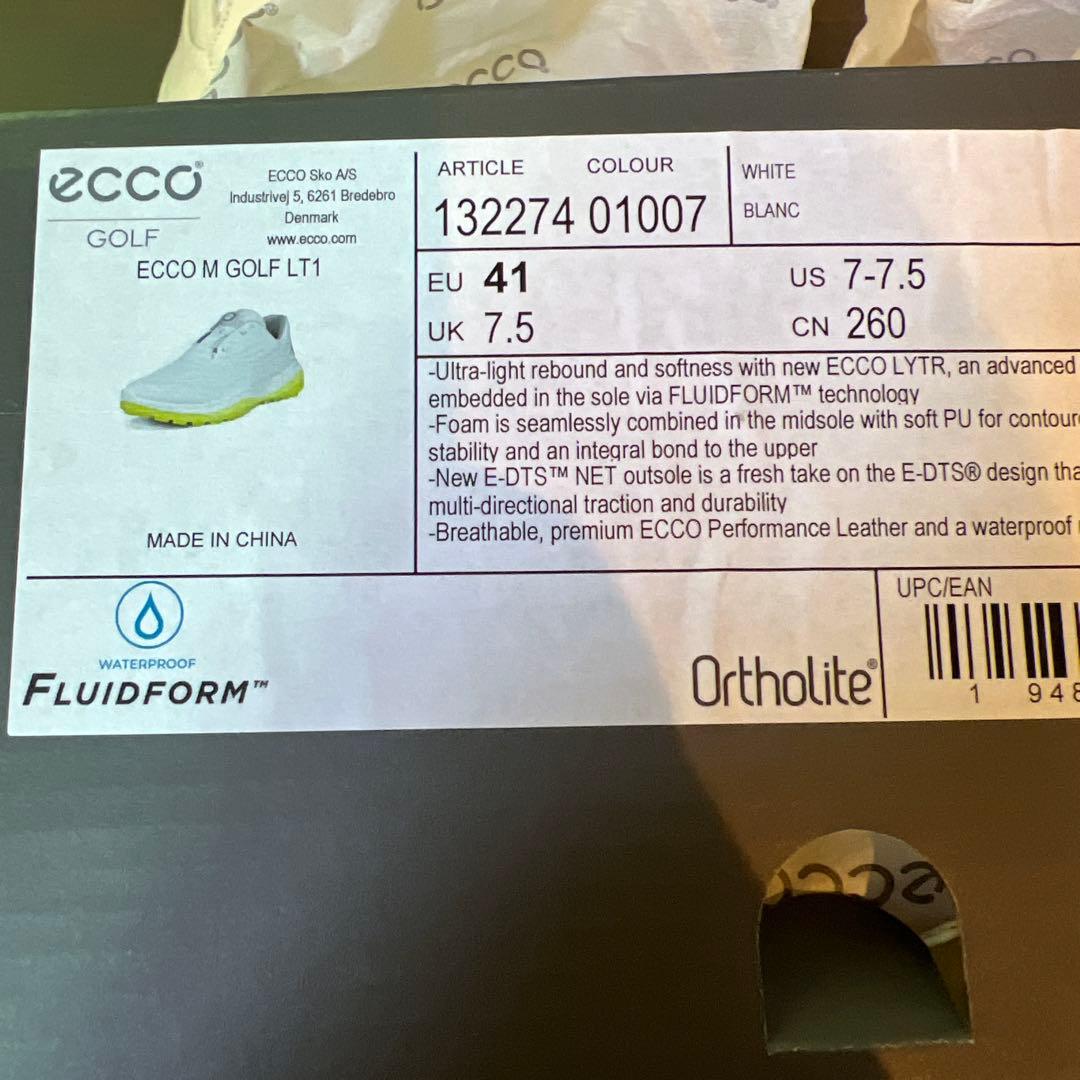 ecco
ecco®
GOLF
ECCO Sko A/S
Industrivej 5, 6261 Bredebro
Denmark
www.ecco.com
ECCO M GOLF LT1
MADE IN CHINA
ARTICLE COLOUR
132274 01007
WHITE
BLANC
EU 41 US 7-7.5
UK 7.5 CN 260
-Ultra-light rebound and softness with new ECCO LYTR, an advanced
embedded in the sole via FLUIDFORM™ technology
-Foam is seamlessly combined in the midsole with soft PU for
stability and an integral bond to the upper
-New E-DTS™ NET outsole is a fresh take on the E-DTS® design
multi-directional traction and durability
-Breathable, premium ECCO Performance Leather and a waterproof
WATERPROOF
FLUIDFORM™
Ortholite®
UPC/EAN
1 948
ecco